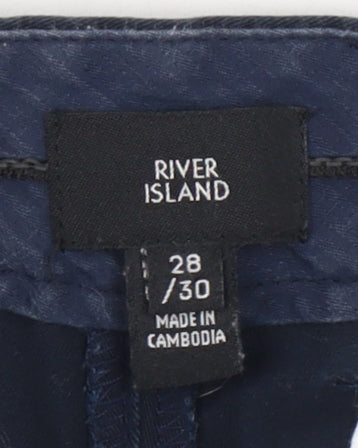 RIVER
ISLAND
28
/30
MADE IN
CAMBODIA